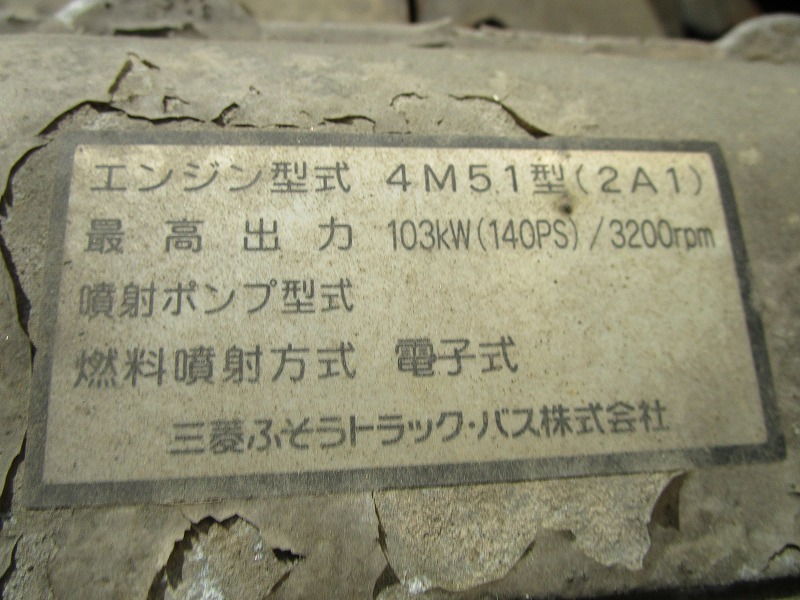 エンジン型式 4M51型(2A1)
最高出力 103kW(140PS)/3200rpm
噴射ポンプ型式
燃料噴射方式 電子式
三菱ふそうトラック・バス株式会社